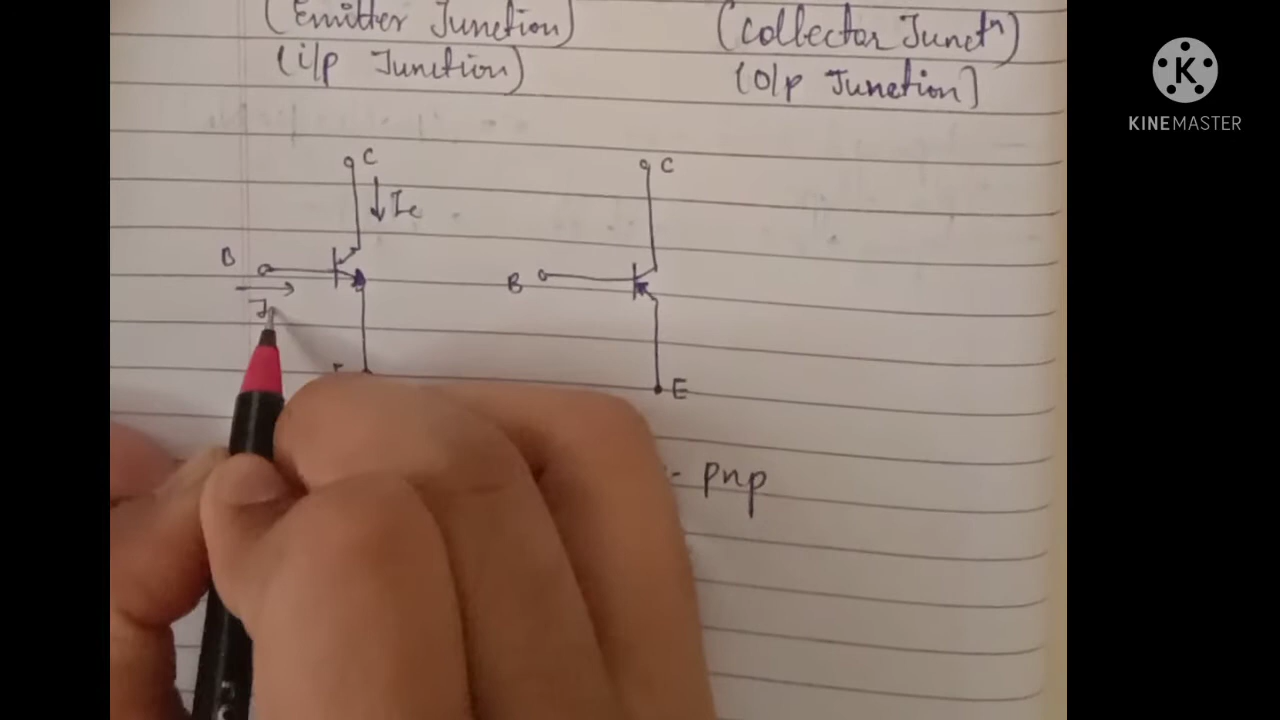 (Emitter Junction) (Collector Junctn)
(i/p Junction) (O/p Junction)
C C
Ic
B
B
I
E
- pnp
K
KINEMASTER